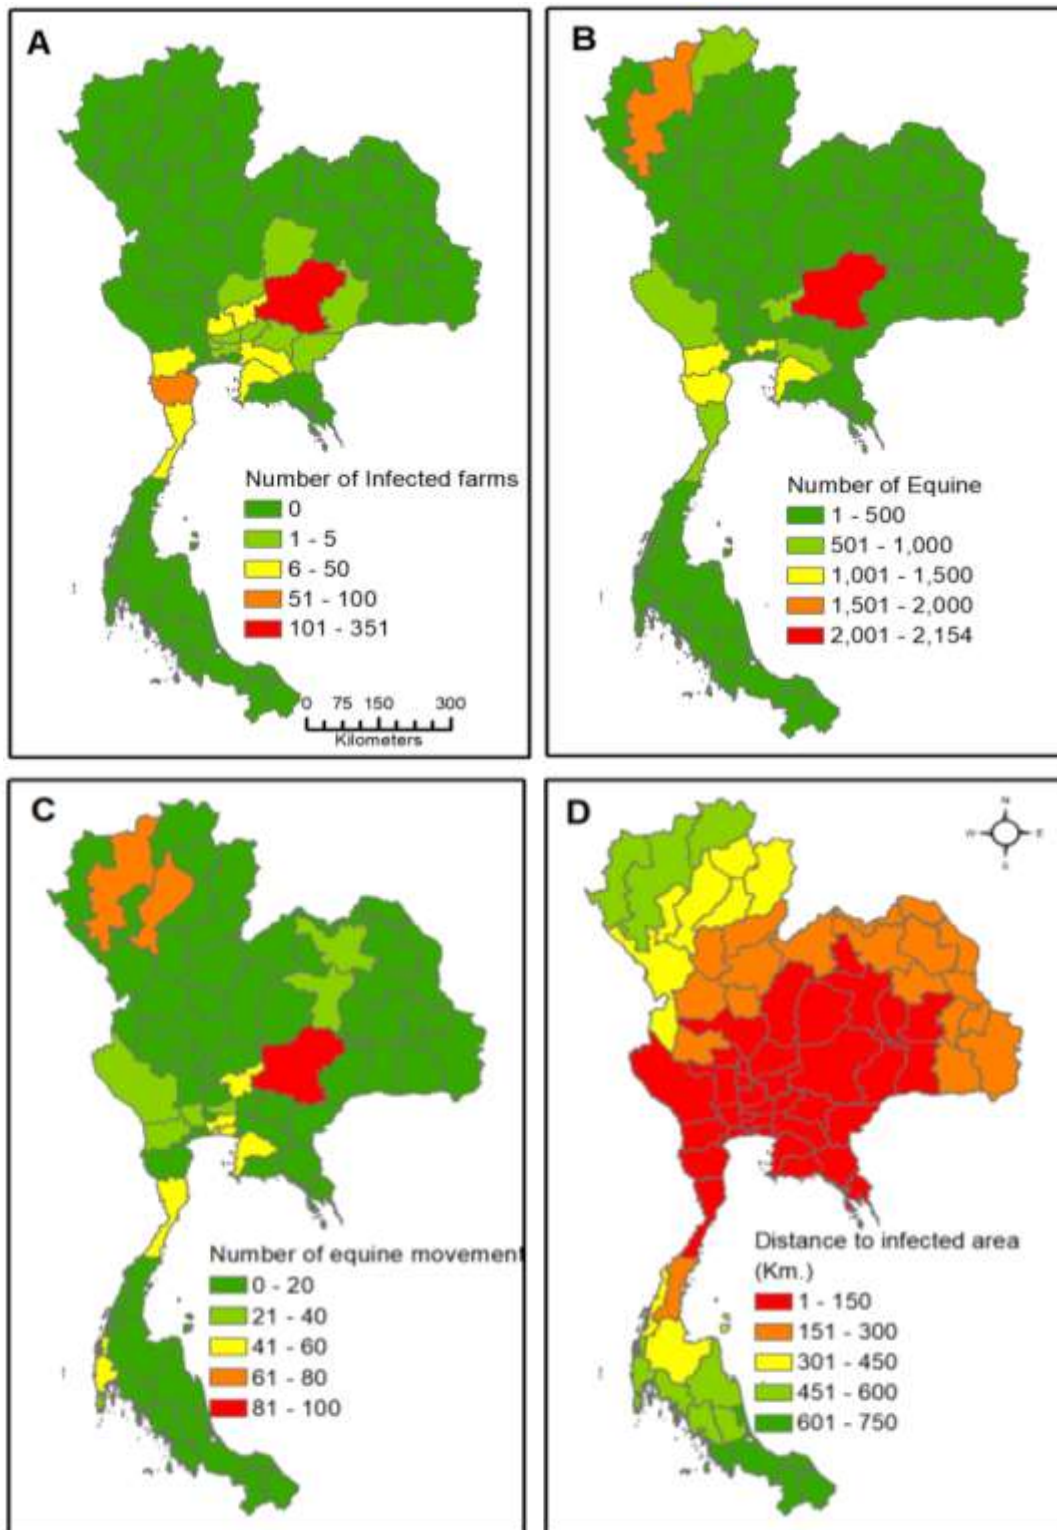 A
Number of Infected farms
0
1 - 5
6 - 50
51 - 100
101 - 351
0 75 150 300
Kilometers
B
Number of Equine
1 - 500
501 - 1,000
1,001 - 1,500
1,501 - 2,000
2,001 - 2,154
C
Number of equine movement
0 - 20
21 - 40
41 - 60
61 - 80
81 - 100
D
N
W E
S
Distance to infected area
(Km.)
1 - 150
151 - 300
301 - 450
451 - 600
601 - 750